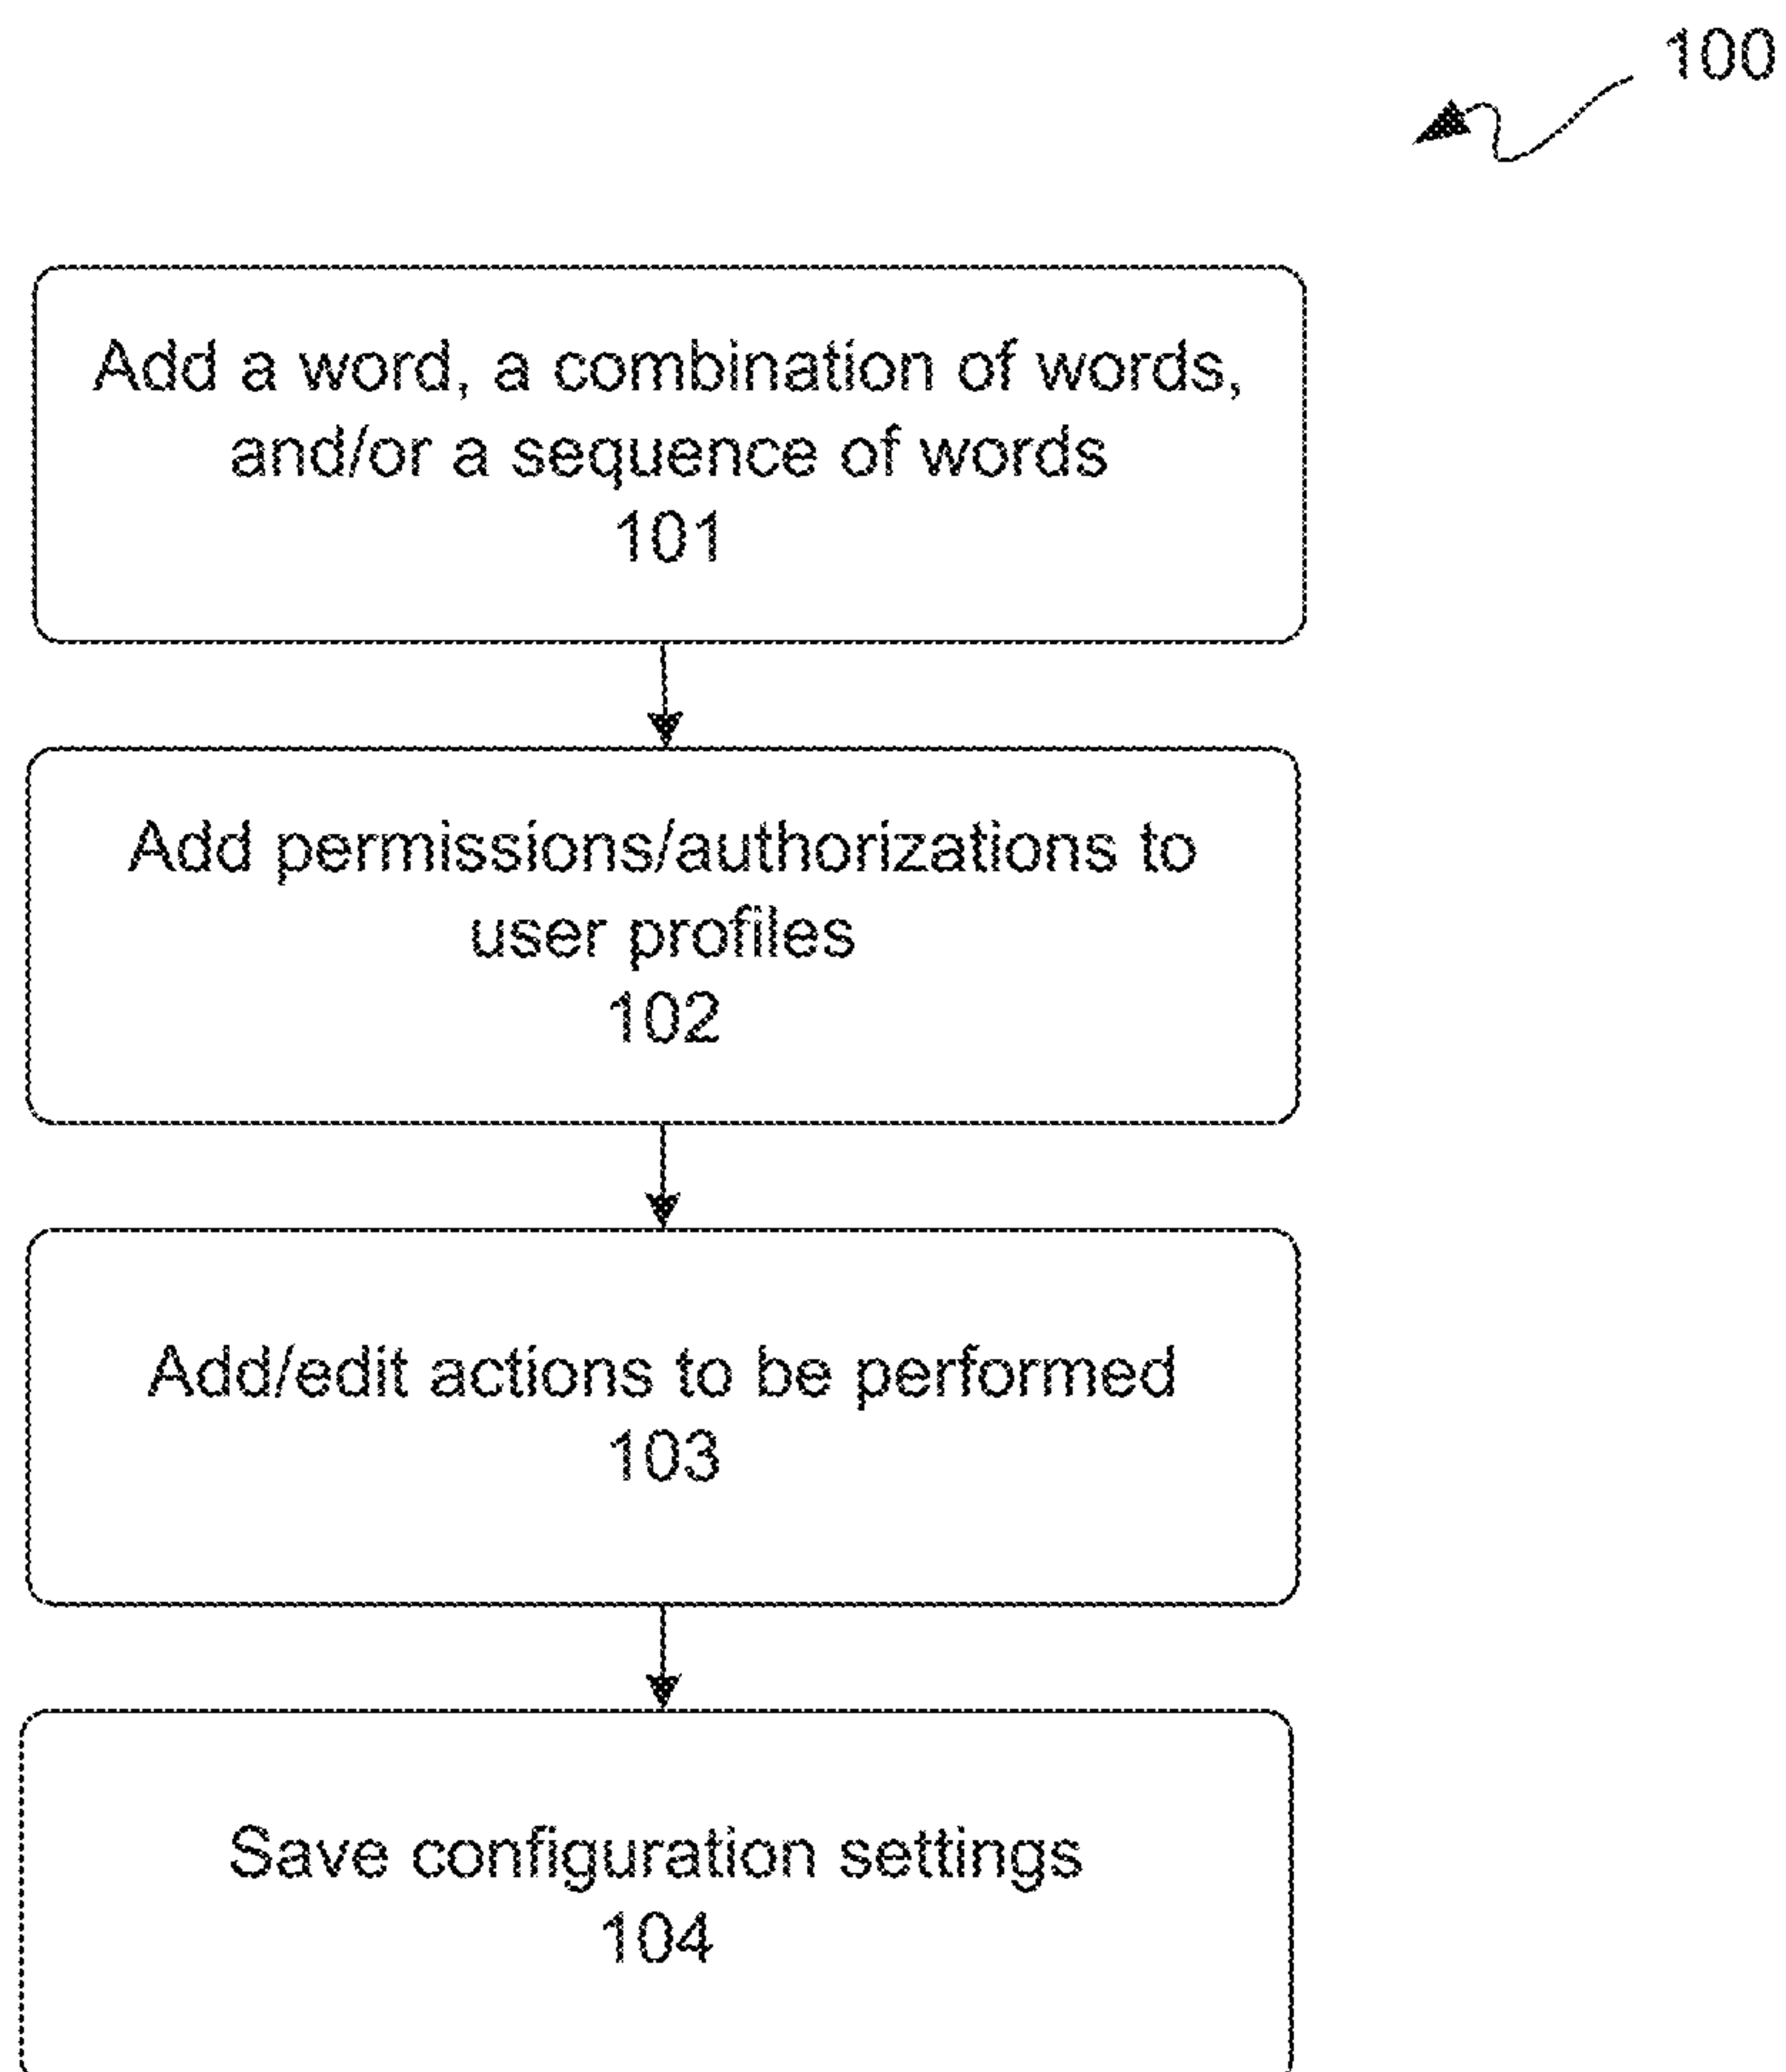 100
Add a word, a combination of words,
and/or a sequence of words
101
Add permissions/authorizations to
user profiles
102
Add/edit actions to be performed
103
Save configuration settings
104